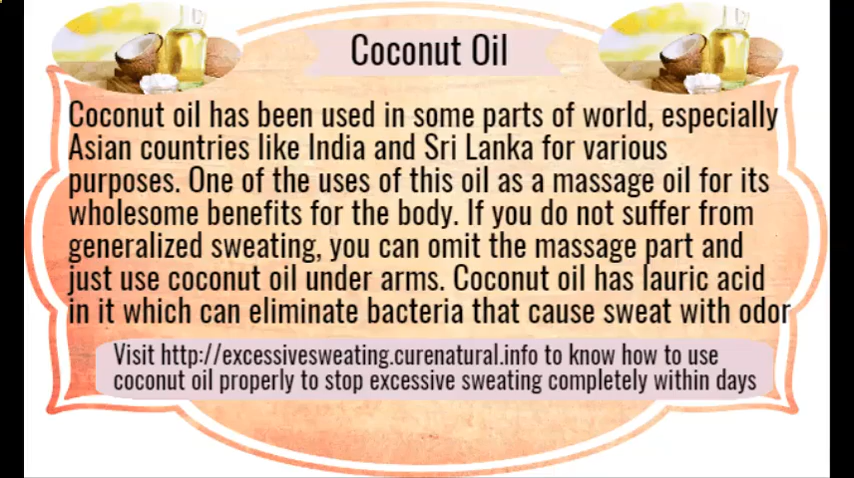 Coconut Oil
Coconut oil has been used in some parts of world, especially
Asian countries like India and Sri Lanka for various
purposes. One of the uses of this oil as a massage oil for its
wholesome benefits for the body. If you do not suffer from
generalized sweating, you can omit the massage part and
just use coconut oil under arms. Coconut oil has lauric acid
in it which can eliminate bacteria that cause sweat with odor
Visit http://excessivesweating.curenatural.info to know how to use
coconut oil properly to stop excessive sweating completely within days